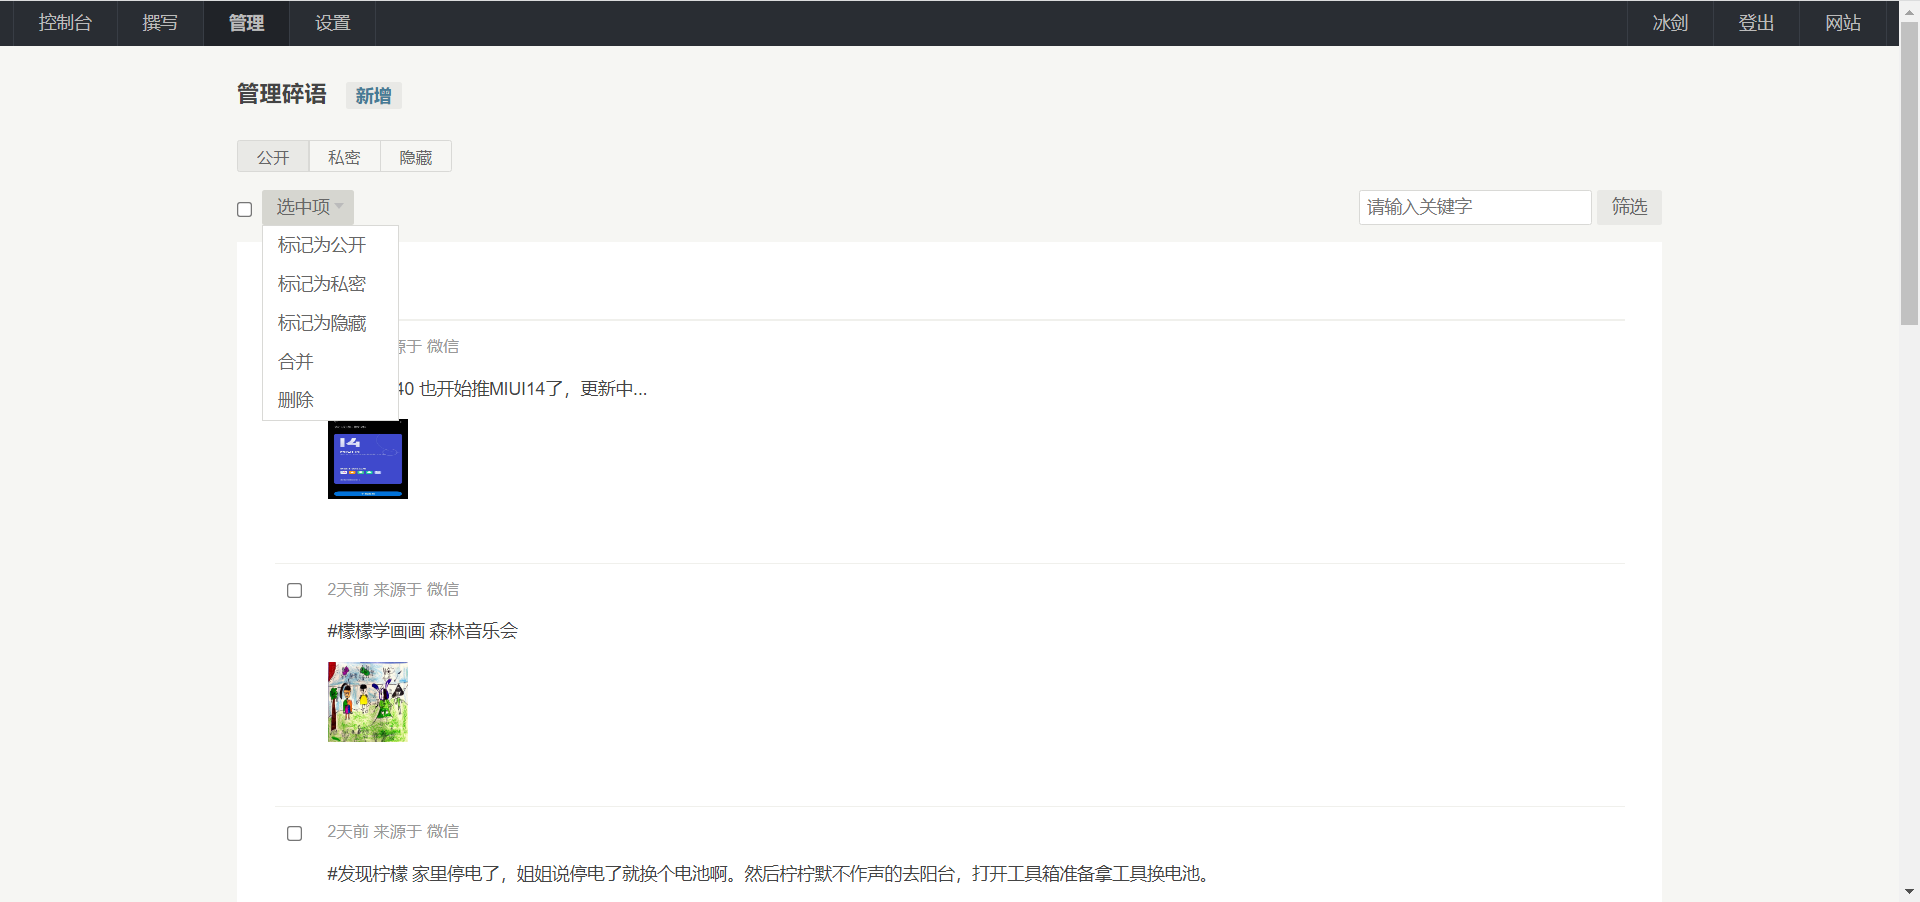 控制台 撰写 管理 设置 冰剑 登出 网站
管理碎语 新增
公开 私密 隐藏
选中项 请输入关键字 筛选
标记为公开
标记为私密
标记为隐藏
合并
删除
源于 微信
40 也开始推MIUI14了，更新中...
14
2天前 来源于 微信
#檬檬学画画 森林音乐会
2天前 来源于 微信
#发现柠檬 家里停电了，姐姐说停电了就换个电池啊。然后柠柠默不作声的去阳台，打开工具箱准备拿工具换电池。